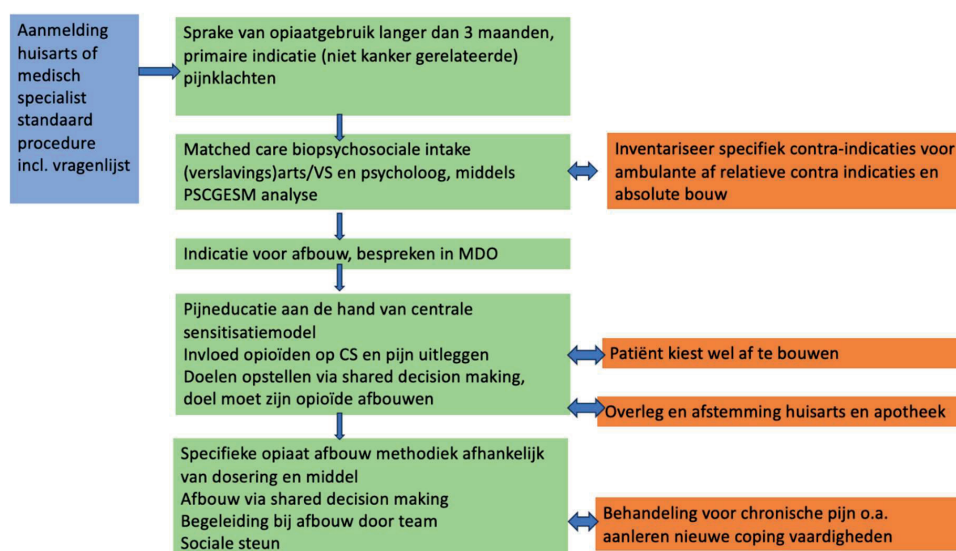 Aanmelding
huisarts of
medisch
specialist
standaard
procedure
incl. vragenlijst
Sprake van opiaatgebruik langer dan 3 maanden,
primaire indicatie (niet kanker gerelateerde)
pijnklachten
Matched care biopsychosociale intake
(verslavings)arts/VS en psycholoog, middels
PSCGESM analyse
Inventariseer specifiek contra-indicaties voor
ambulante af relatieve contra indicaties en
absolute bouw
Indicatie voor afbouw, bespreken in MDO
Pijneducatie aan de hand van centrale
sensitisatiemodel
Invloed opioïden op CS en pijn uitleggen
Doelen opstellen via shared decision making,
doel moet zijn opioïde afbouwen
Patiënt kiest wel af te bouwen
Overleg en afstemming huisarts en apotheek
Specifieke opiaat afbouw methodiek afhankelijk
van dosering en middel
Afbouw via shared decision making
Begeleiding bij afbouw door team
Sociale steun
Behandeling voor chronische pijn o.a.
aanleren nieuwe coping vaardigheden